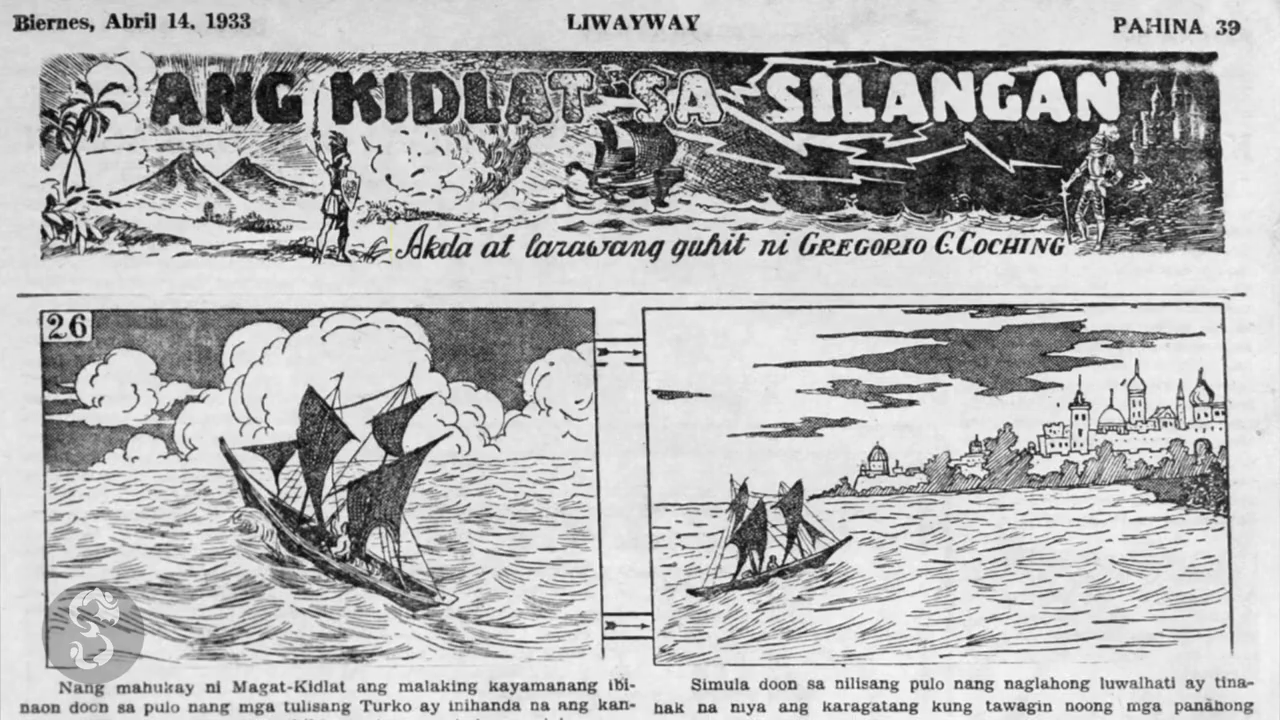 Biernes, Abril 14, 1933
LIWAYWAY
PAHINA 39
ANG KIDLAT SA SILANGAN
Akda at larawang guhit ni GREGORIO C. COCHING
26
Nang mahukay ni Magat-Kidlat ang malaking kayamanang ibi-
naon doon sa pulo nang mga tulisang Turko ay inihanda na ang kan-
Simula doon sa nilisang pulo nang naglahong luwalhati ay tina-
hak na niya ang karagatang kung tawagin noong mga panahong